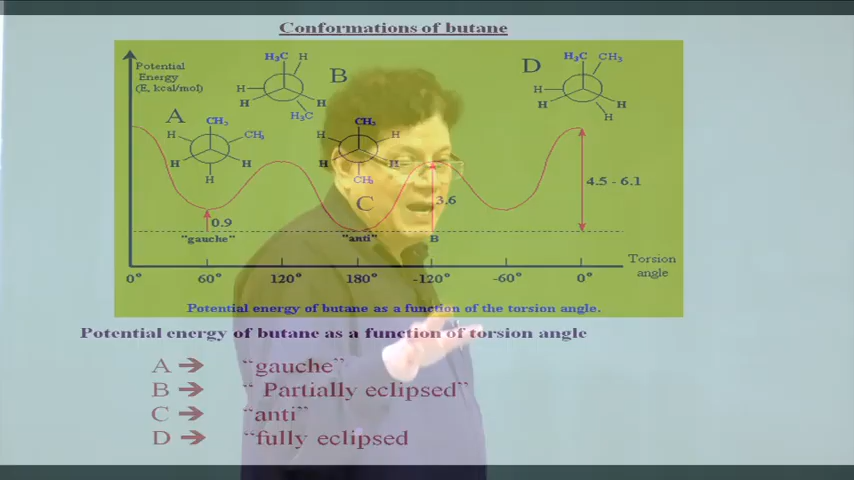 Conformations of butane
Potential
Energy
(E, kcal/mol)
H₃C H
B
H
H H
H₃C
D
H₃C CH₃
H
H H
H
A
CH₃
H CH₃
H H
H
CH₃
H H
H H
CH₃
C
0.9
3.6
4.5 - 6.1
"gauche"
"anti"
B
0° 60° 120° 180° -120° -60° 0°
Torsion
angle
Potential energy of butane as a function of the torsion angle.
Potential energy of butane as a function of torsion angle
A → "gauche"
B → " Partially eclipsed"
C → "anti"
D → "fully eclipsed